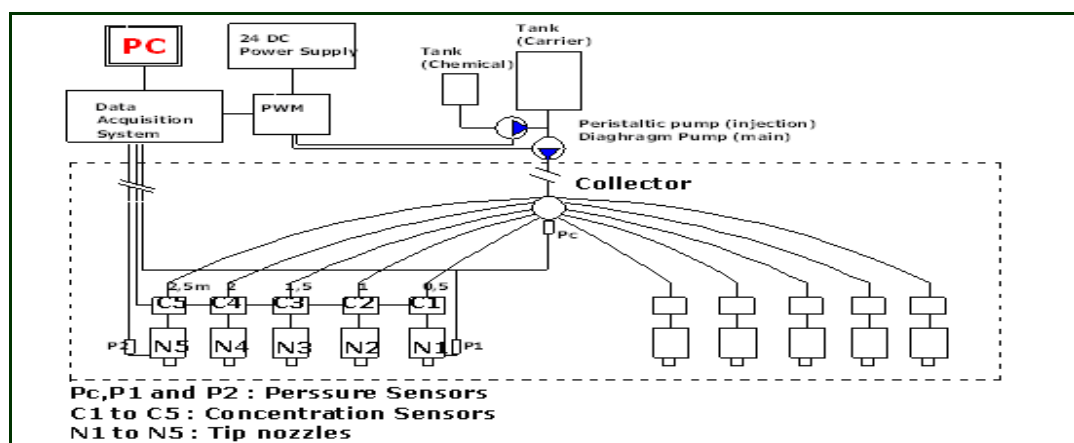 PC
24 DC
Power Supply
Tank
(Carrier)
Tank
(Chemical)
Data
Acquisition
System
PWM
Peristaltic pump (injection)
Diaghragm Pump (main)
Collector
Pc
2,5m 2 1,5 1 0,5
C5 C4 C3 C2 C1
P2 N5 N4 N3 N2 N1 P1
Pc,P1 and P2 : Perssure Sensors
C1 to C5 : Concentration Sensors
N1 to N5 : Tip nozzles